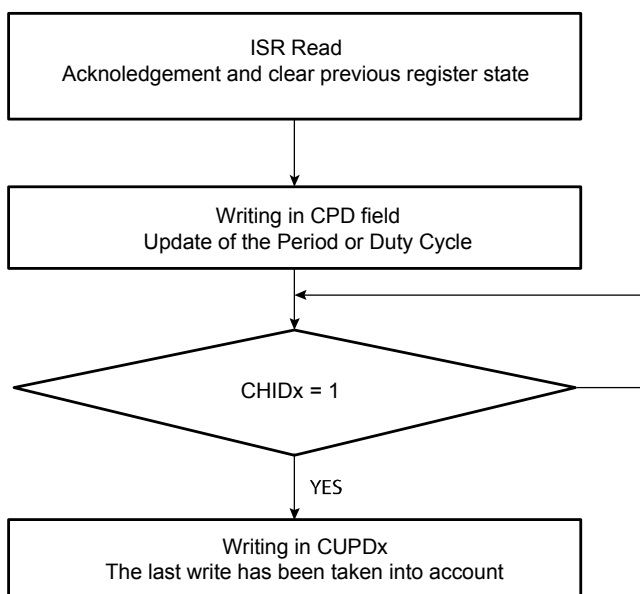 ISR Read
Acknoledgement and clear previous register state
Writing in CPD field
Update of the Period or Duty Cycle
CHIDx = 1
YES
Writing in CUPDx
The last write has been taken into account